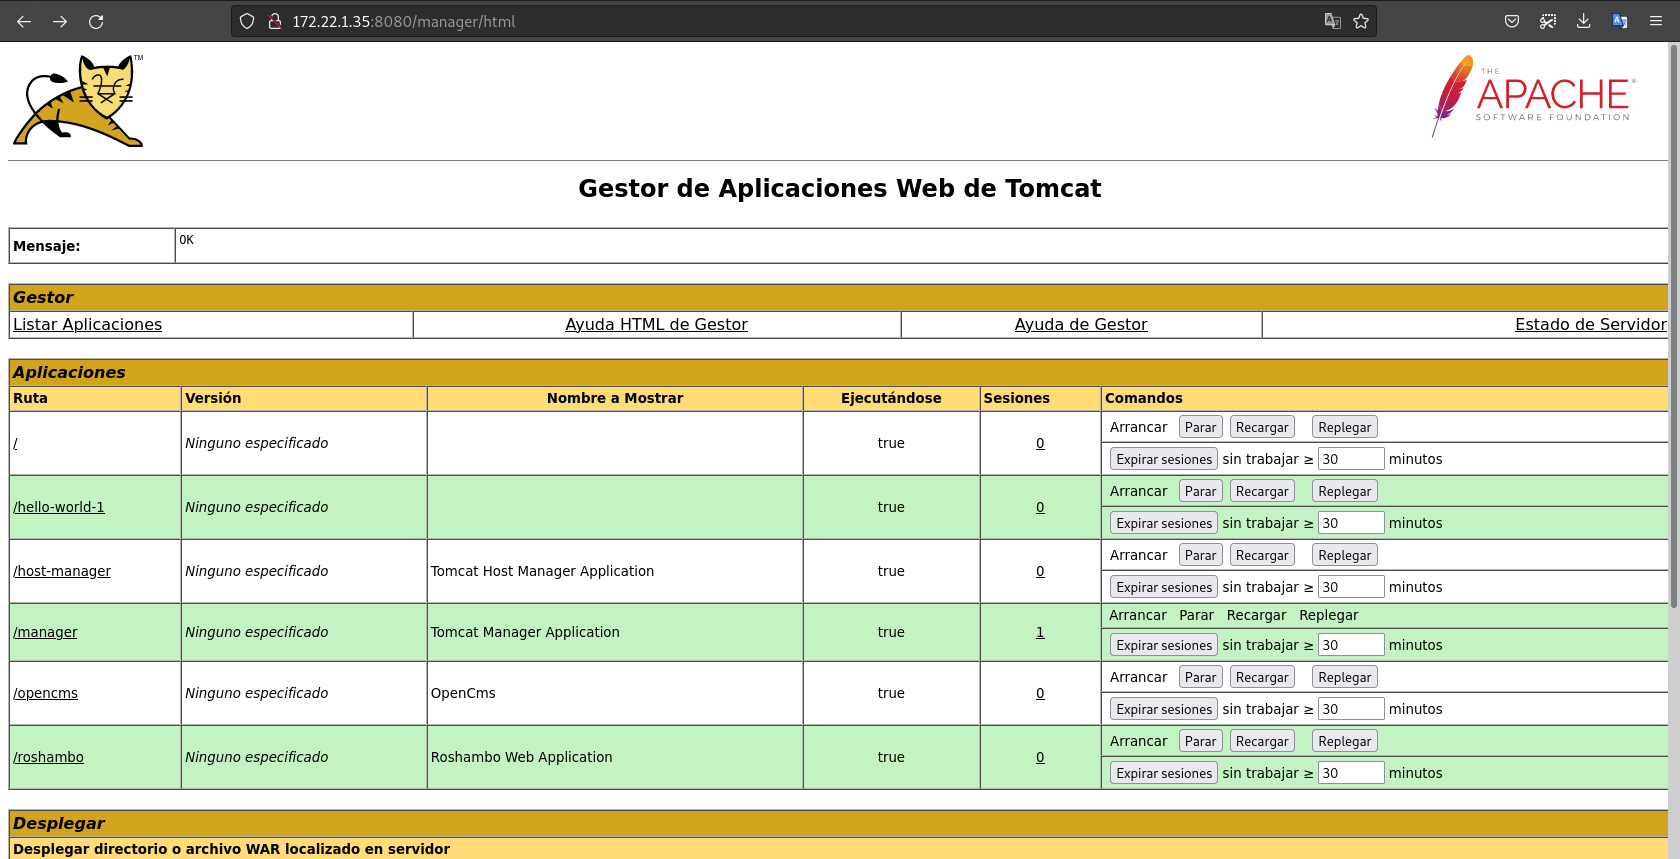 172.22.1.35:8080/manager/html
TM
THE
APACHE®
SOFTWARE FOUNDATION
Gestor de Aplicaciones Web de Tomcat
Mensaje: OK
Gestor
Listar Aplicaciones Ayuda HTML de Gestor Ayuda de Gestor Estado de Servidor
Aplicaciones
Ruta Versión Nombre a Mostrar Ejecutándose Sesiones Comandos
/ Ninguno especificado true 0 Arrancar Parar Recargar Replegar
Expirar sesiones sin trabajar ≥ 30 minutos
/hello-world-1 Ninguno especificado true 0 Arrancar Parar Recargar Replegar
Expirar sesiones sin trabajar ≥ 30 minutos
/host-manager Ninguno especificado Tomcat Host Manager Application true 0 Arrancar Parar Recargar Replegar
Expirar sesiones sin trabajar ≥ 30 minutos
/manager Ninguno especificado Tomcat Manager Application true 1 Arrancar Parar Recargar Replegar
Expirar sesiones sin trabajar ≥ 30 minutos
/opencms Ninguno especificado OpenCms true 0 Arrancar Parar Recargar Replegar
Expirar sesiones sin trabajar ≥ 30 minutos
/roshambo Ninguno especificado Roshambo Web Application true 0 Arrancar Parar Recargar Replegar
Expirar sesiones sin trabajar ≥ 30 minutos
Desplegar
Desplegar directorio o archivo WAR localizado en servidor